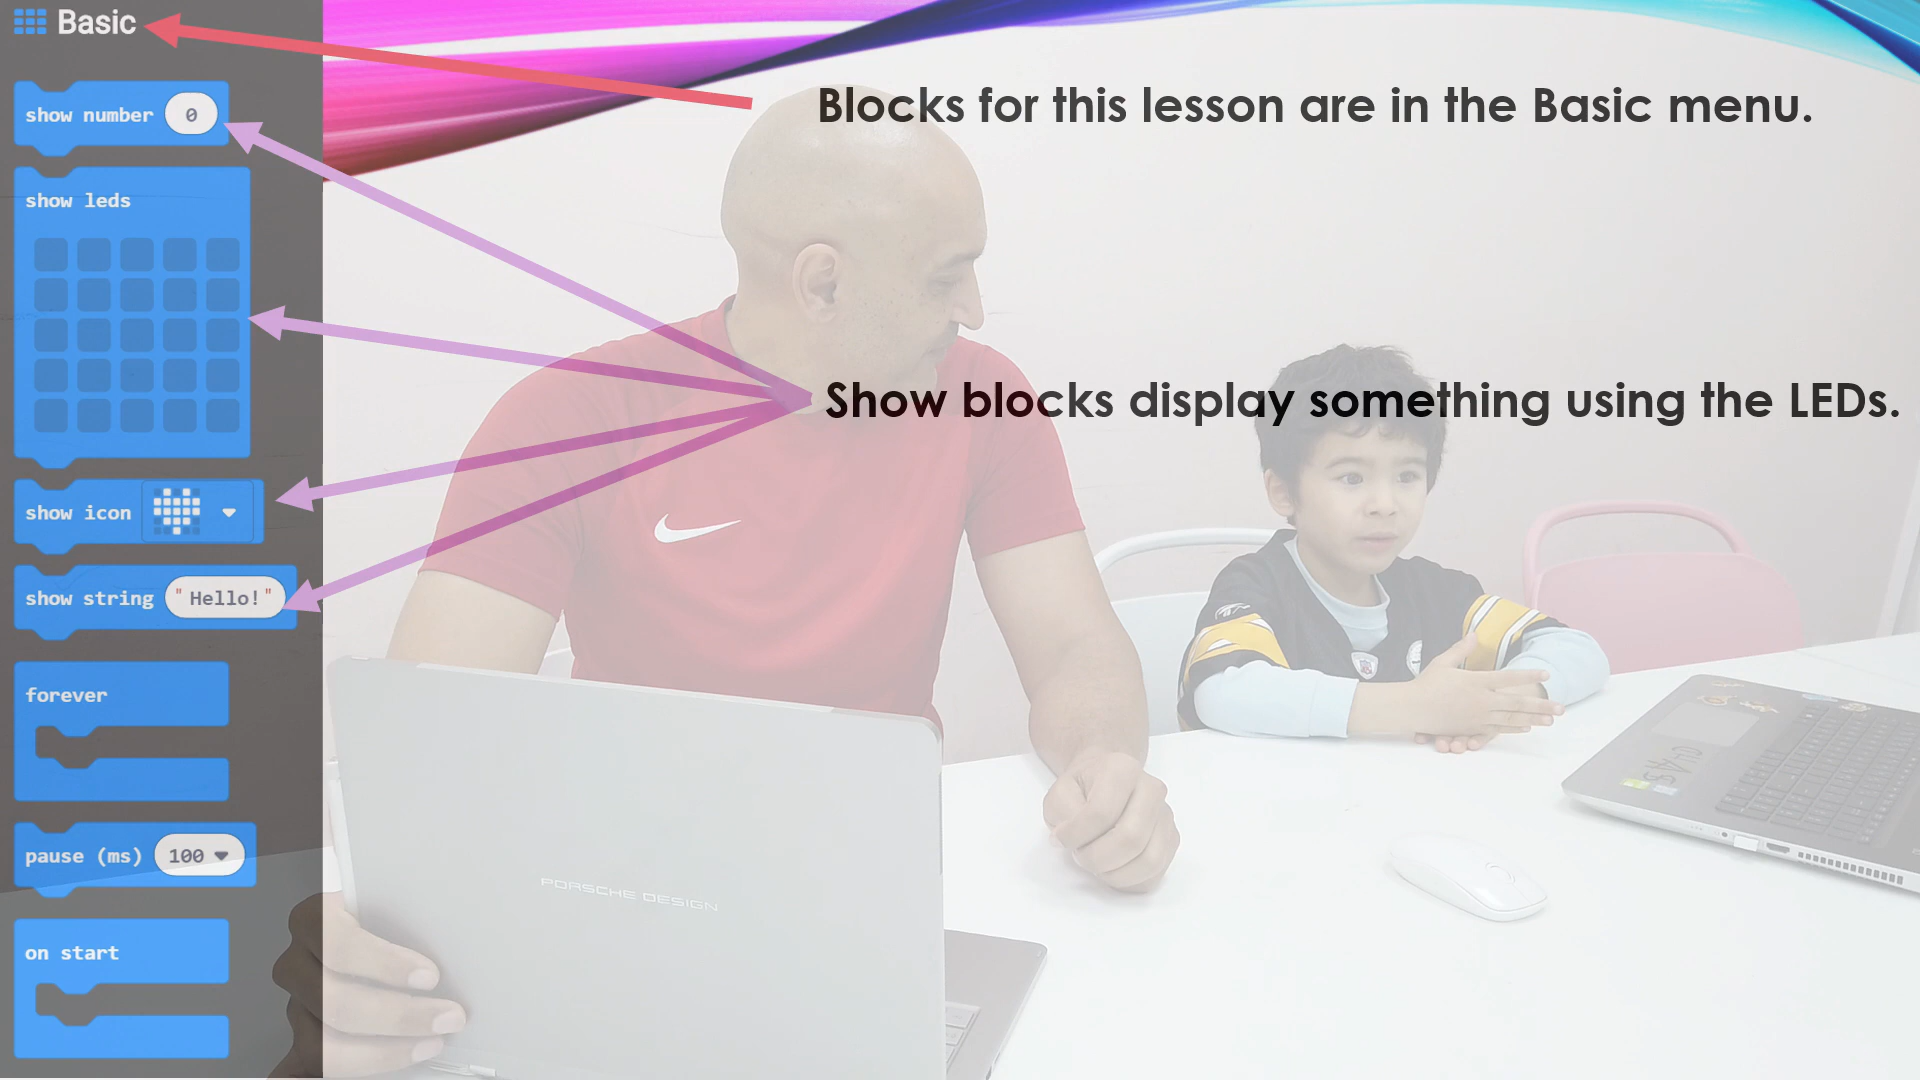 Basic
Blocks for this lesson are in the Basic menu.
show number 0
show leds
Show blocks display something using the LEDs.
show icon
show string "Hello!"
forever
pause (ms) 100
PORSCHE DESIGN
on start